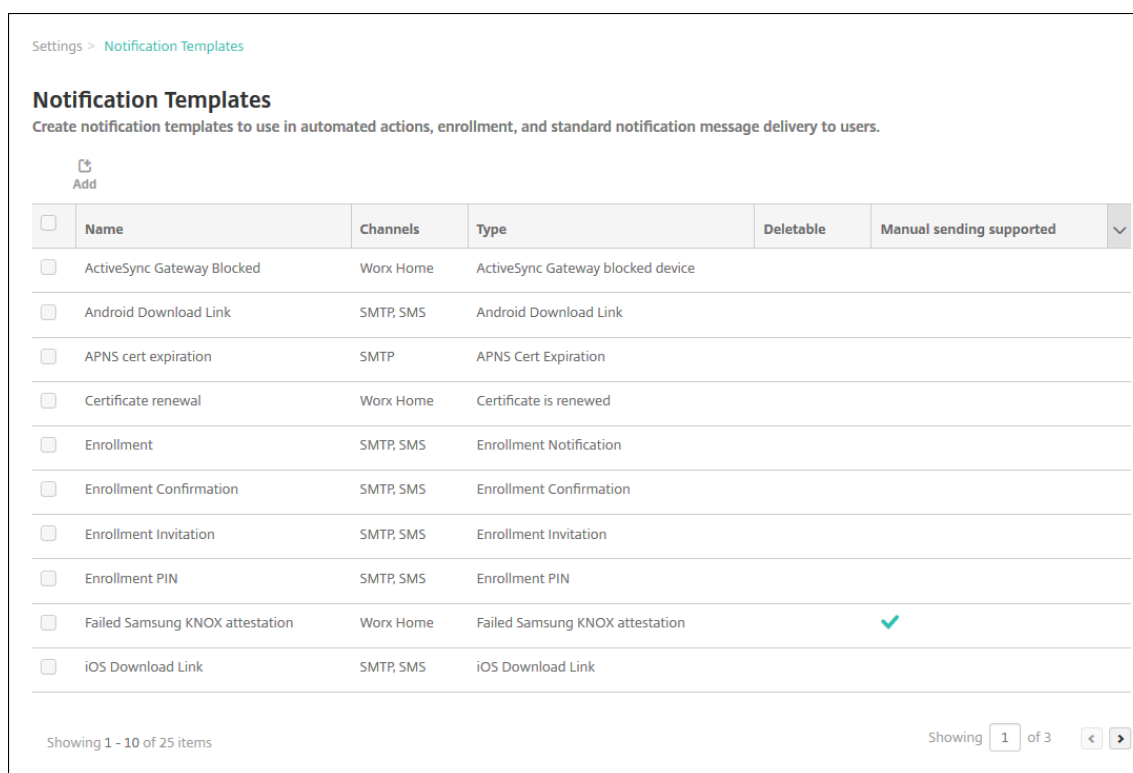 Settings > Notification Templates
Notification Templates
Create notification templates to use in automated actions, enrollment, and standard notification message delivery to users.
Add
Name Channels Type Deletable Manual sending supported
ActiveSync Gateway Blocked Worx Home ActiveSync Gateway blocked device
Android Download Link SMTP, SMS Android Download Link
APNS cert expiration SMTP APNS Cert Expiration
Certificate renewal Worx Home Certificate is renewed
Enrollment SMTP, SMS Enrollment Notification
Enrollment Confirmation SMTP, SMS Enrollment Confirmation
Enrollment Invitation SMTP, SMS Enrollment Invitation
Enrollment PIN SMTP, SMS Enrollment PIN
Failed Samsung KNOX attestation Worx Home Failed Samsung KNOX attestation
iOS Download Link SMTP, SMS iOS Download Link
Showing 1 - 10 of 25 items Showing 1 of 3